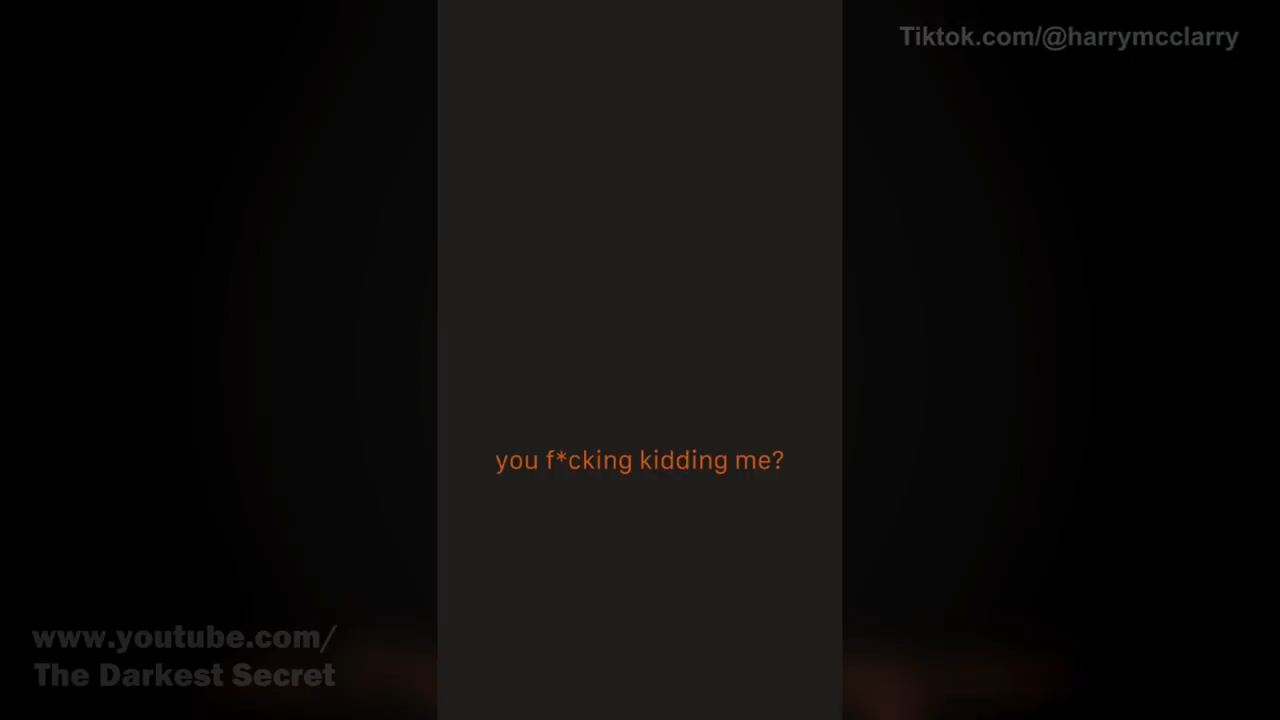 Tiktok.com/@harrymcclarry
you f*cking kidding me?
www.youtube.com/
The Darkest Secret